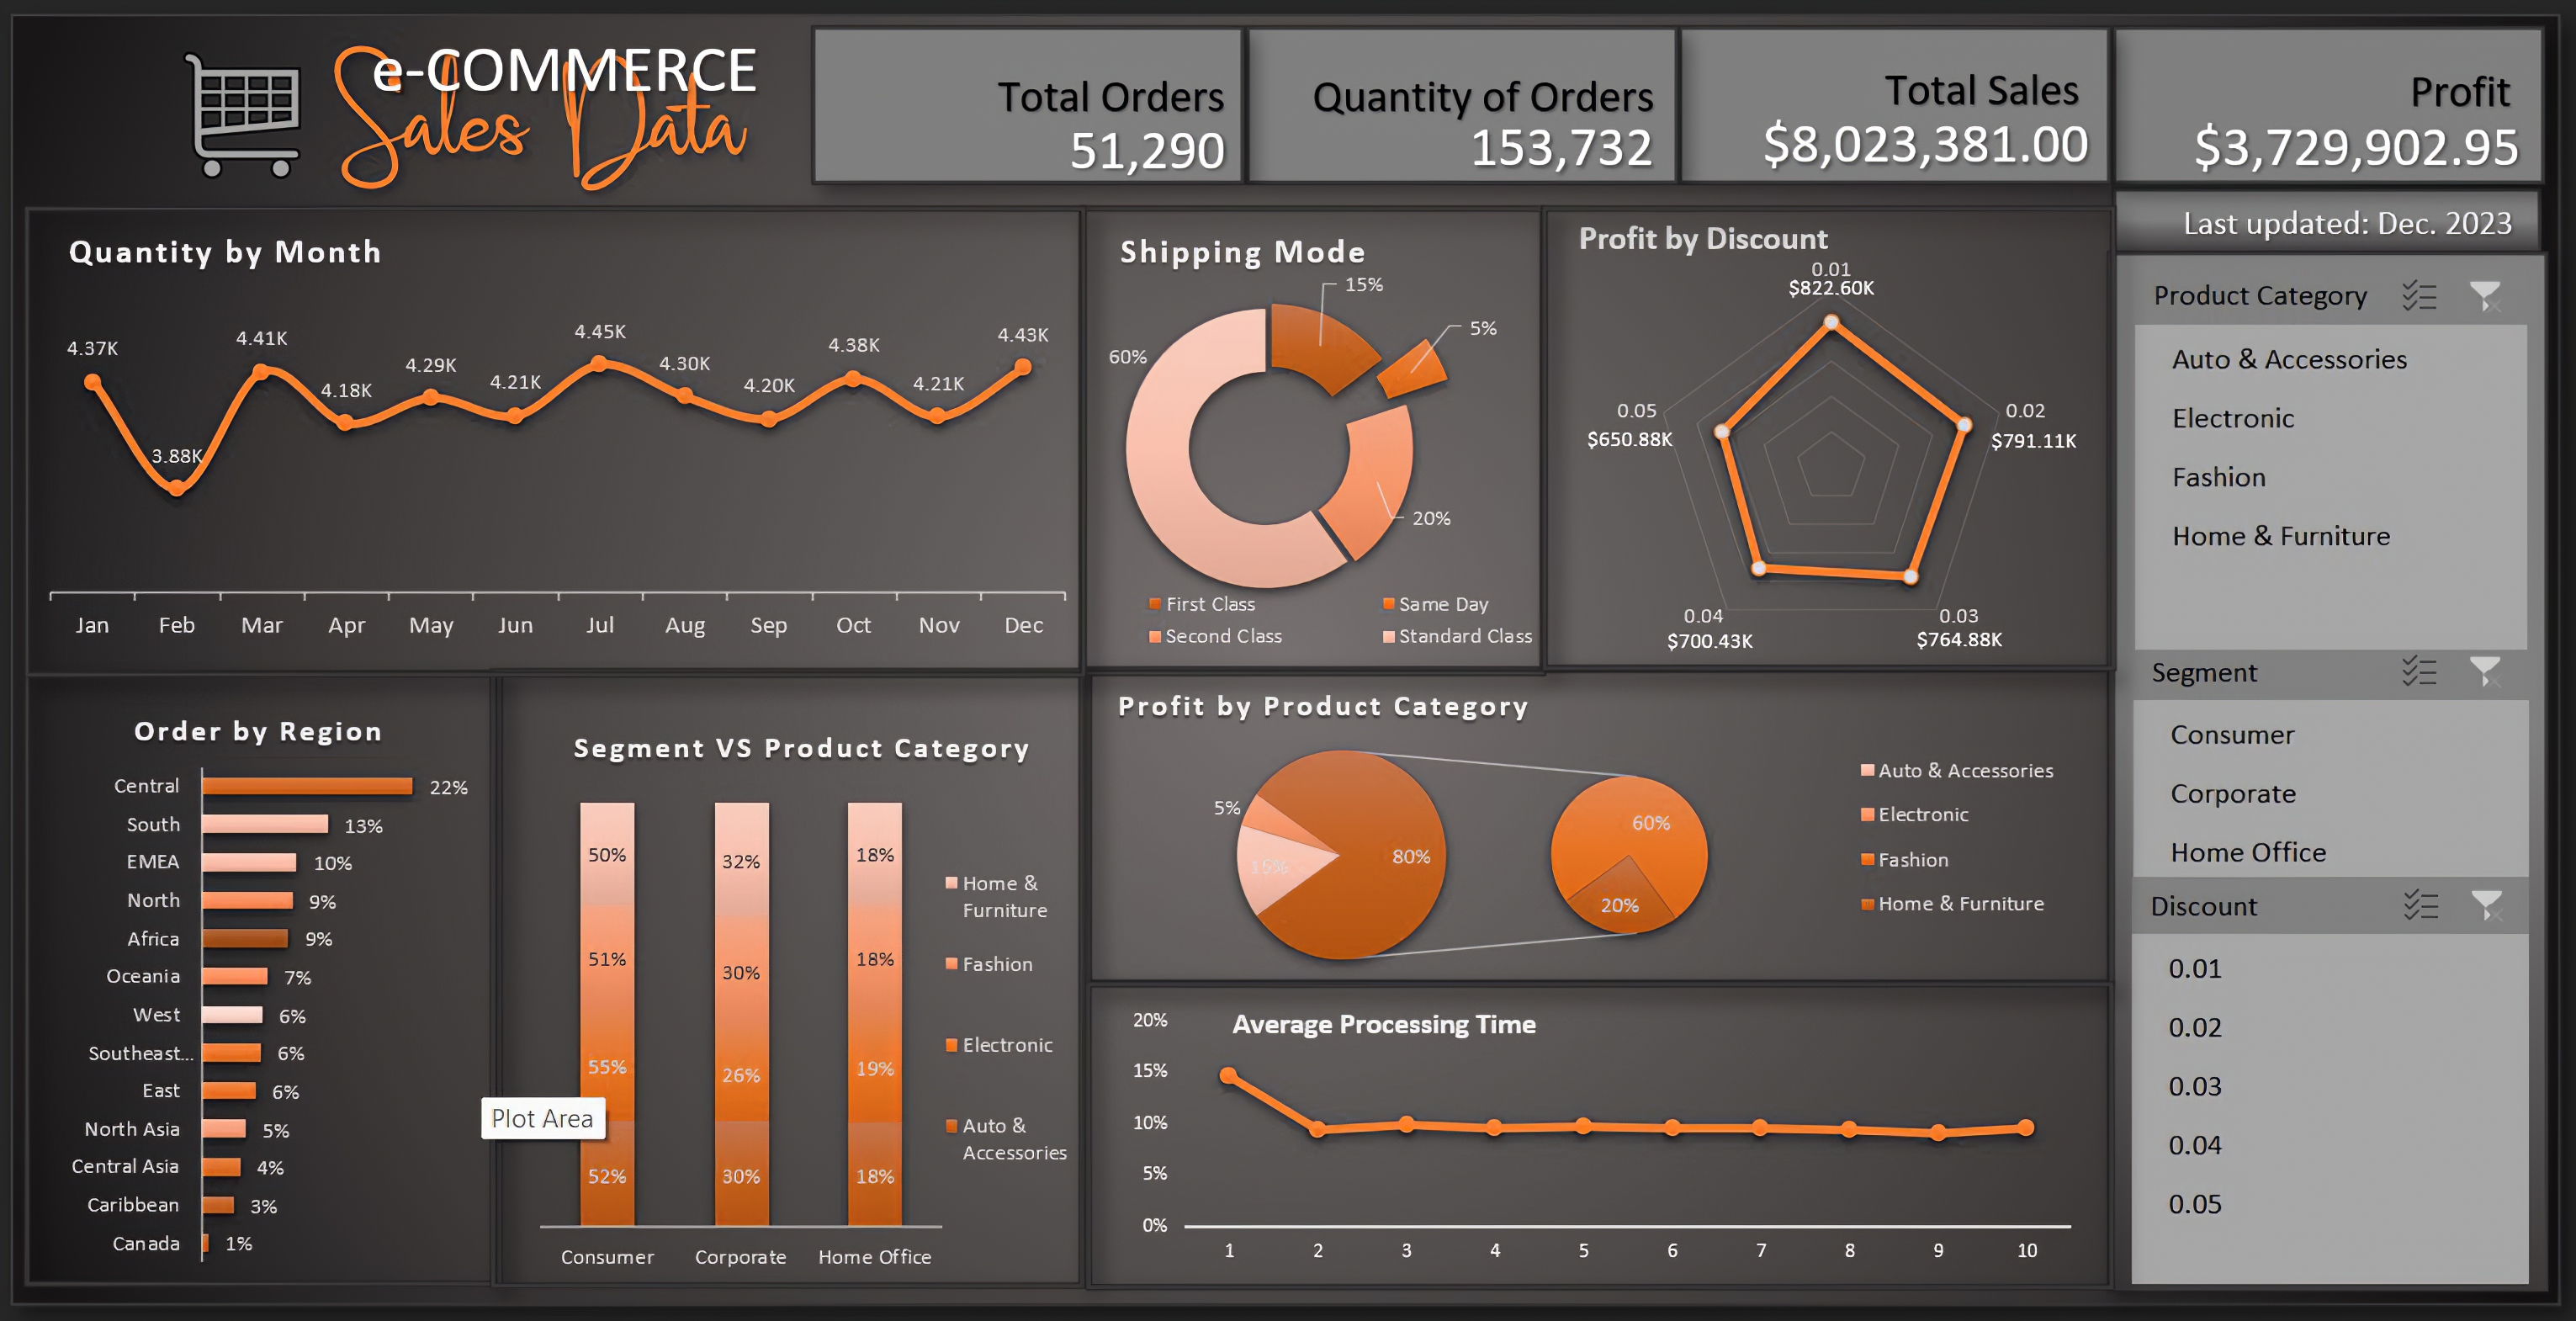 e-COMMERCE
Sales Data
Total Orders
51,290
Quantity of Orders
153,732
Total Sales
$8,023,381.00
Profit
$3,729,902.95
Last updated: Dec. 2023
Quantity by Month
4.37K
3.88K
4.41K
4.18K
4.29K
4.21K
4.45K
4.30K
4.20K
4.38K
4.21K
4.43K
Jan Feb Mar Apr May Jun Jul Aug Sep Oct Nov Dec
Shipping Mode
15%
5%
60%
20%
First Class
Same Day
Second Class
Standard Class
Profit by Discount
0.01
$822.60K
0.02
$791.11K
0.03
$764.88K
0.04
$700.43K
0.05
$650.88K
Product Category
Auto & Accessories
Electronic
Fashion
Home & Furniture
Segment
Consumer
Corporate
Home Office
Discount
0.01
0.02
0.03
0.04
0.05
Order by Region
Central 22%
South 13%
EMEA 10%
North 9%
Africa 9%
Oceania 7%
West 6%
Southeast... 6%
East 6%
North Asia 5%
Central Asia 4%
Caribbean 3%
Canada 1%
Segment VS Product Category
50% 32% 18%
51% 30% 18%
55% 26% 19%
52% 30% 18%
Consumer Corporate Home Office
Home &
Furniture
Fashion
Electronic
Auto &
Accessories
Plot Area
Profit by Product Category
5%
15%
80%
60%
20%
Auto & Accessories
Electronic
Fashion
Home & Furniture
Average Processing Time
20%
15%
10%
5%
0%
1 2 3 4 5 6 7 8 9 10